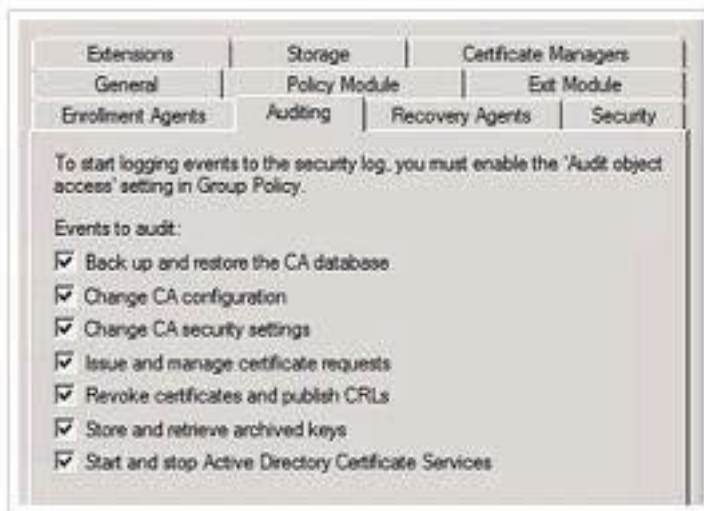 Extensions Storage Certificate Managers
General Policy Module Exit Module
Enrollment Agents Auditing Recovery Agents Security
To start logging events to the security log, you must enable the 'Audit object
access' setting in Group Policy.
Events to audit:
Back up and restore the CA database
Change CA configuration
Change CA security settings
Issue and manage certificate requests
Revoke certificates and publish CRLs
Store and retrieve archived keys
Start and stop Active Directory Certificate Services